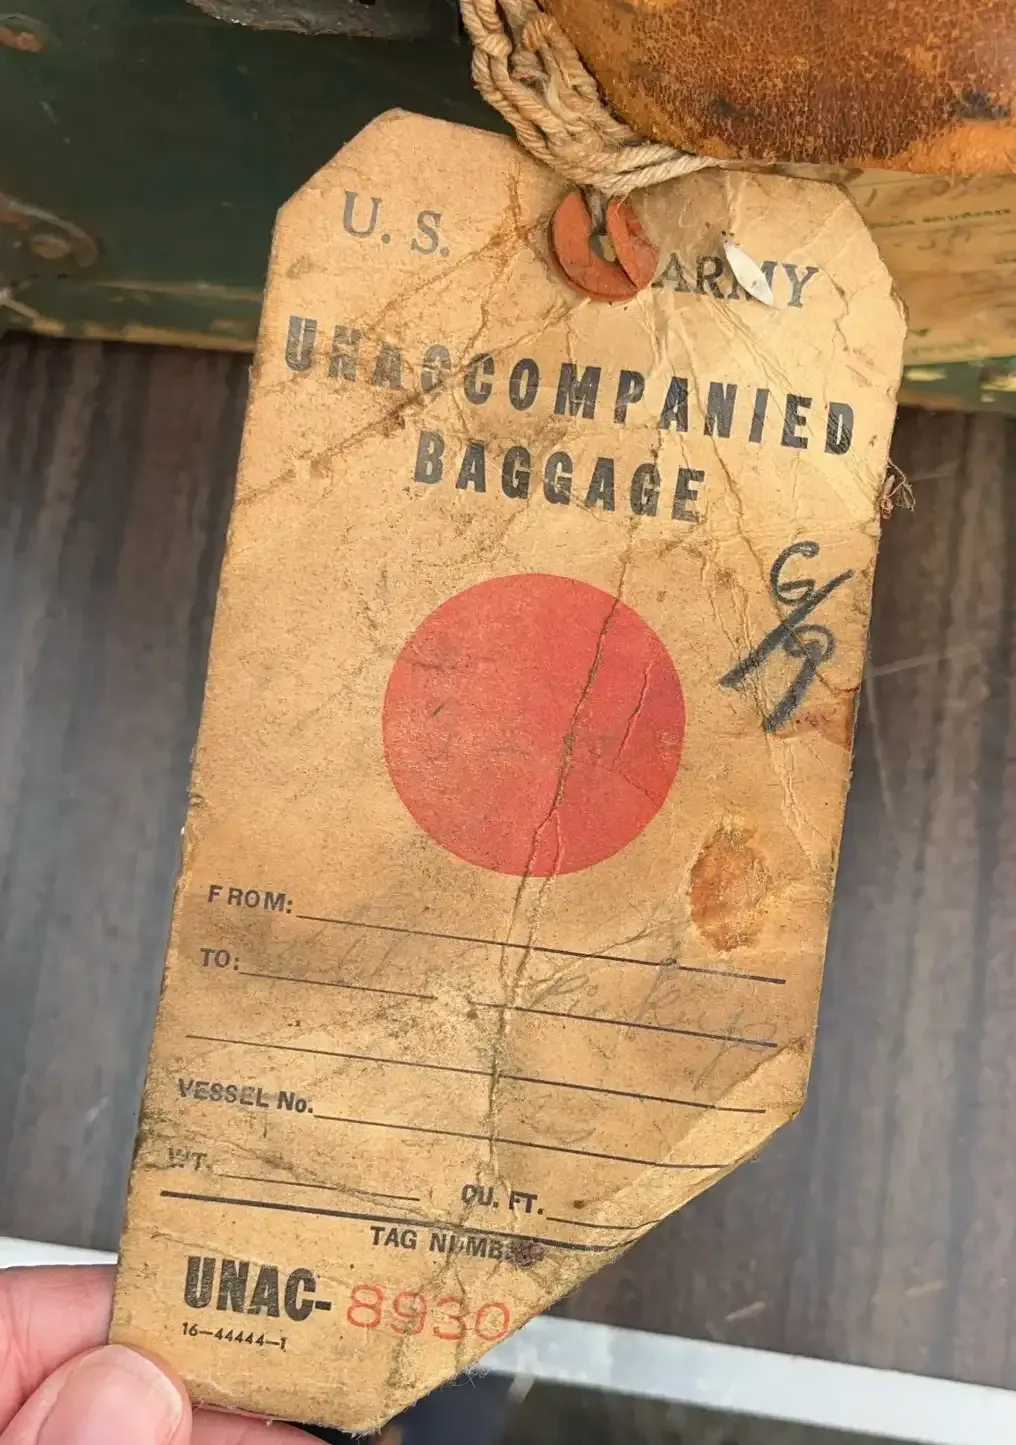 U. S. ARMY
UNACCOMPANIED
BAGGAGE
FROM:
TO:
VESSEL No.
WT. CU. FT.
TAG NUMBER
UNAC- 8930
16—44444-1